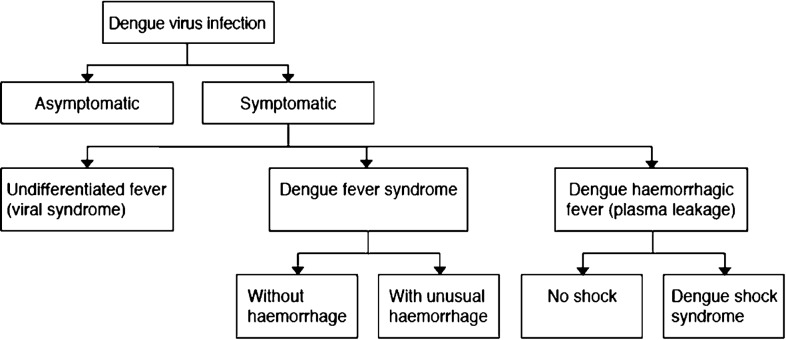 Dengue virus infection
Asymptomatic
Symptomatic
Undifferentiated fever
(viral syndrome)
Dengue fever syndrome
Dengue haemorrhagic
fever (plasma leakage)
Without
haemorrhage
With unusual
haemorrhage
No shock
Dengue shock
syndrome